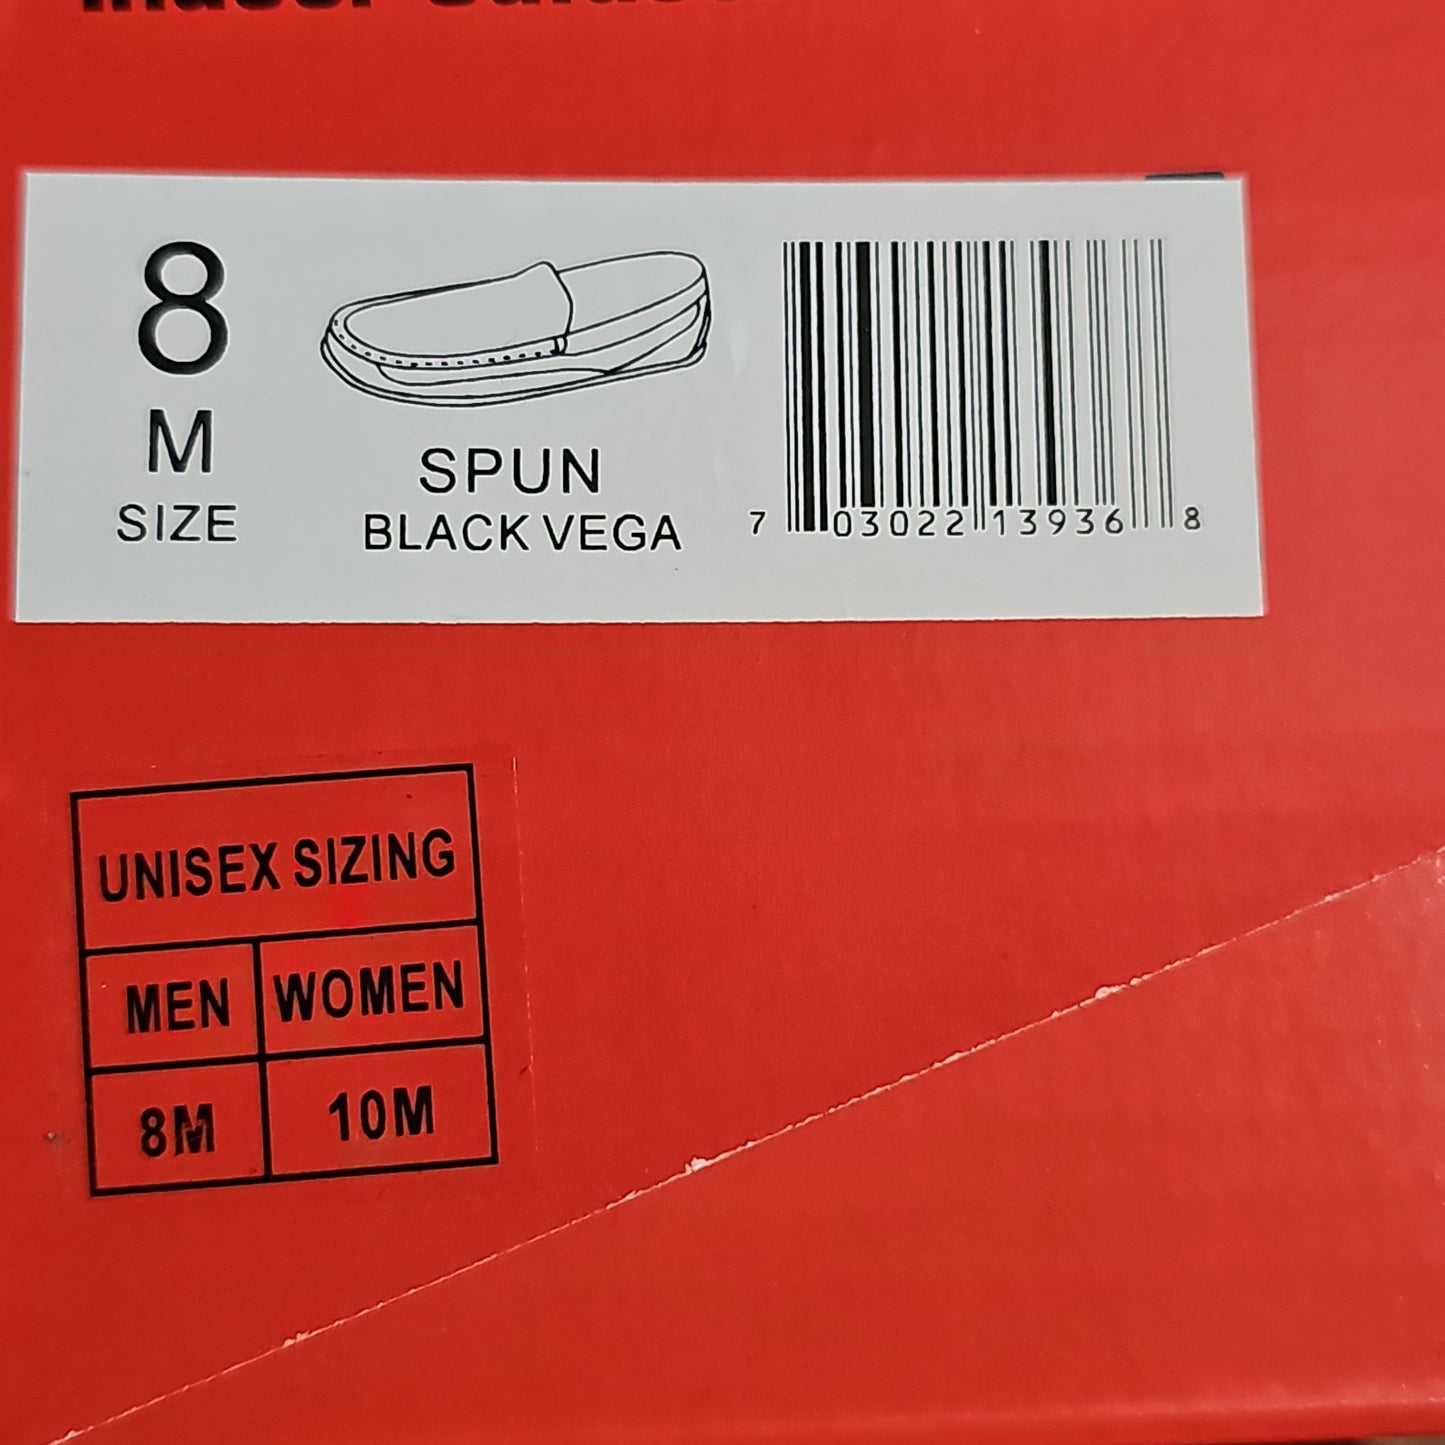 8
M
SIZE
SPUN
BLACK VEGA
7 03022 13936 8
UNISEX SIZING
MEN WOMEN
8M 10M